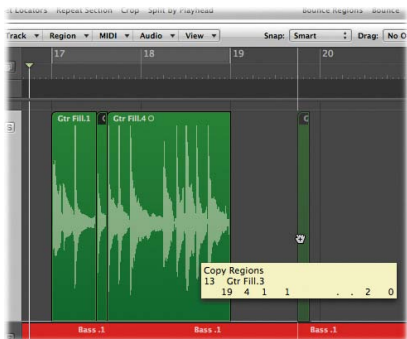 Locators Repeat Section Crop Split by Playhead Bounce Regions Bounce
Track Region MIDI Audio View Snap: Smart Drag: No O
17 18 19 20
Gtr Fill.1 G Gtr Fill.4 G
Copy Regions
13 Gtr Fill.3
19 4 1 1 . . 2 0
Bass .1 Bass .1 Bass .1